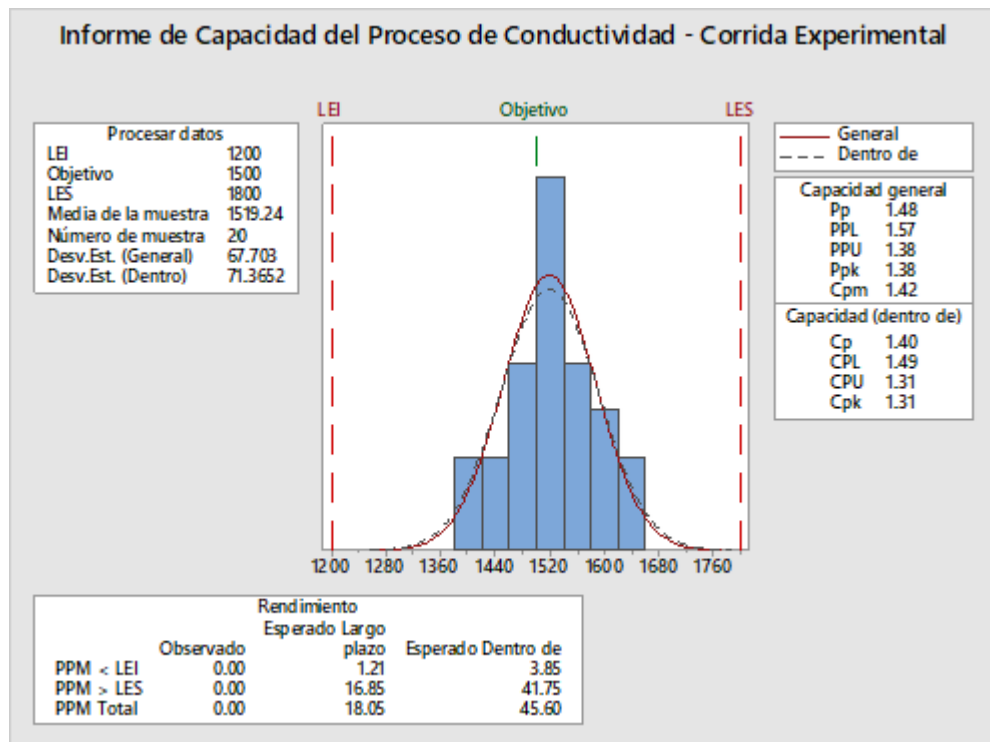 Informe de Capacidad del Proceso de Conductividad - Corrida Experimental
LEI Objetivo LES
Procesar datos
LEI 1200
Objetivo 1500
LES 1800
Media de la muestra 1519.24
Número de muestra 20
Desv.Est. (General) 67.703
Desv.Est. (Dentro) 71.3652
General
Dentro de
Capacidad general
Pp 1.48
PPL 1.57
PPU 1.38
Ppk 1.38
Cpm 1.42
Capacidad (dentro de)
Cp 1.40
CPL 1.49
CPU 1.31
Cpk 1.31
1200 1280 1360 1440 1520 1600 1680 1760
Rendimiento
Esperado Largo
Observado plazo Esperado Dentro de
PPM < LEI 0.00 1.21 3.85
PPM > LES 0.00 16.85 41.75
PPM Total 0.00 18.05 45.60